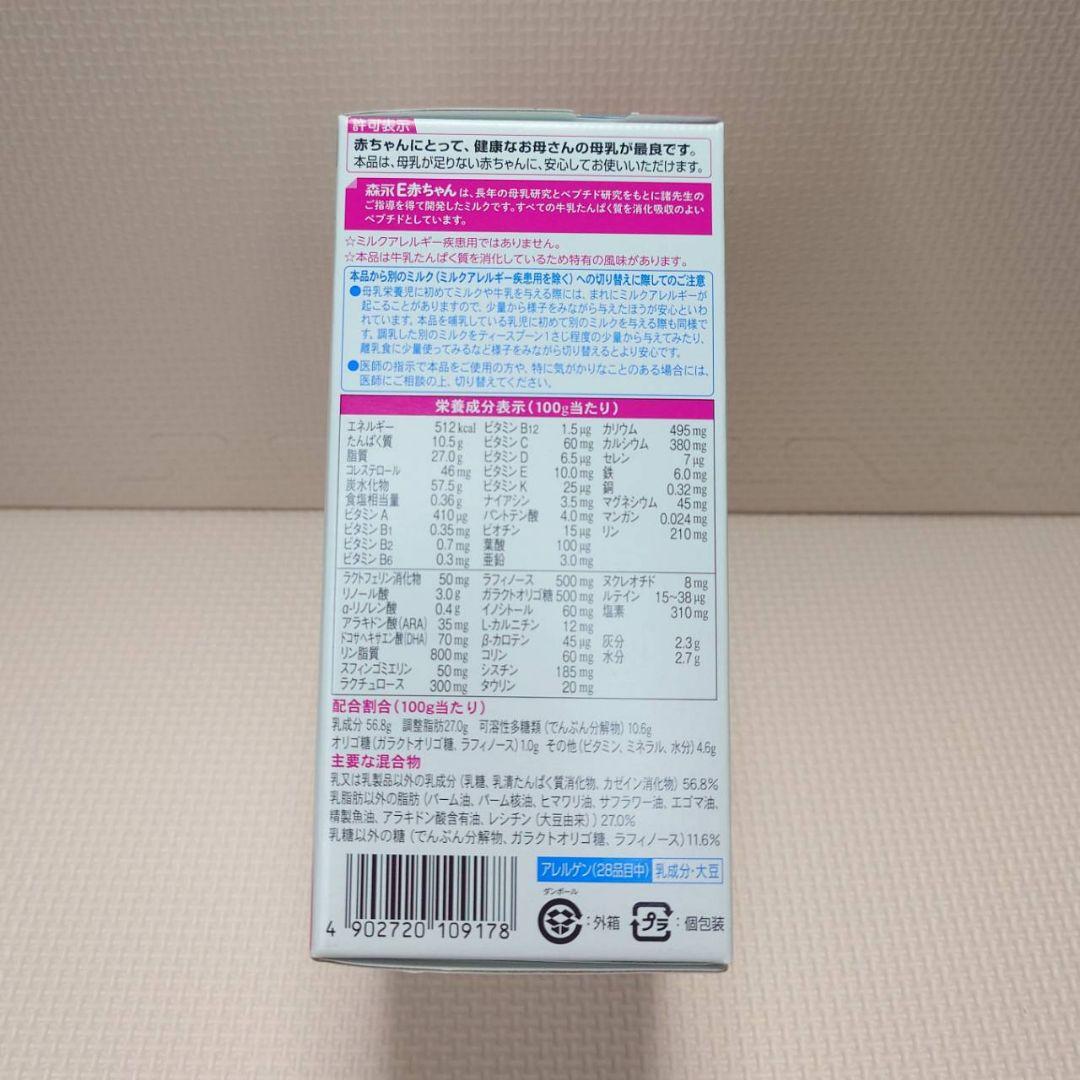 許可表示
赤ちゃんにとって、健康なお母さんの母乳が最良です。
本品は、母乳が足りない赤ちゃんに、安心してお使いいただけます。
森永E赤ちゃん は、長年の母乳研究とペプチド研究をもとに諸先生の
ご指導を得て開発したミルクです。すべての牛乳たんぱく質を消化吸収のよい
ペプチドとしています。
☆ミルクアレルギー疾患用ではありません。
☆本品は牛乳たんぱく質を消化しているため特有の風味があります。
本品から別のミルク(ミルクアレルギー疾患用を除く)への切り替えに際してのご注意
●母乳栄養児に初めてミルクや牛乳を与える際には、まれにミルクアレルギーが
起こることがありますので、少量から様子をみながら与えたほうが安心といわ
れています。本品を哺乳している乳児に初めて別のミルクを与える際も同様で
す。調乳した別のミルクをティースプーン1さじ程度の少量から与えてみたり、
離乳食に少量使ってみるなど様子をみながら切り替えるとより安心です。
●医師の指示で本品をご使用の方や、特に気がかりなことのある場合には、
医師にご相談の上、切り替えてください。
栄養成分表示(100g当たり)
エネルギー 512kcal ビタミン B12 1.5μg カリウム 495mg
たんぱく質 10.5g ビタミン C 60mg カルシウム 380mg
脂質 27.0g ビタミン D 6.5μg セレン 7μg
コレステロール 46mg ビタミン E 10.0mg 鉄 6.0mg
炭水化物 57.5g ビタミン K 25μg 銅 0.32mg
食塩相当量 0.36g ナイアシン 3.5mg マグネシウム 45mg
ビタミン A 410μg パントテン酸 4.0mg マンガン 0.024mg
ビタミン B1 0.35mg ビオチン 15μg リン 210mg
ビタミン B2 0.7mg 葉酸 100μg
ビタミン B6 0.3mg 亜鉛 3.0mg
ラクトフェリン消化物 50mg ラフィノース 500mg ヌクレオチド 8mg
リノール酸 3.0g ガラクトオリゴ糖 500mg ルテイン 15~38μg
α-リノレン酸 0.4g イノシトール 60mg 塩素 310mg
アラキドン酸(ARA) 35mg L-カルニチン 12mg
ドコサヘキサエン酸(DHA) 70mg β-カロテン 45μg 灰分 2.3g
リン脂質 800mg コリン 60mg 水分 2.7g
スフィンゴミエリン 50mg シスチン 185mg
ラクチュロース 300mg タウリン 20mg
配合割合(100g当たり)
乳成分 56.8g 調整脂肪27.0g 可溶性多糖類(でんぷん分解物)10.6g
オリゴ糖(ガラクトオリゴ糖、ラフィノース)1.0g その他(ビタミン、ミネラル、水分)4.6g
主要な混合物
乳又は乳製品以外の乳成分(乳糖、乳清たんぱく質消化物、カゼイン消化物)56.8%
乳脂肪以外の脂肪(パーム油、パーム核油、ヒマワリ油、サフラワー油、エゴマ油、
精製魚油、アラキドン酸含有油、レシチン(大豆由来))27.0%
乳糖以外の糖(でんぷん分解物、ガラクトオリゴ糖、ラフィノース)11.6%
アレルゲン(28品目中) 乳成分・大豆
ダンボール
:外箱 プラ :個包装
4 902720 109178